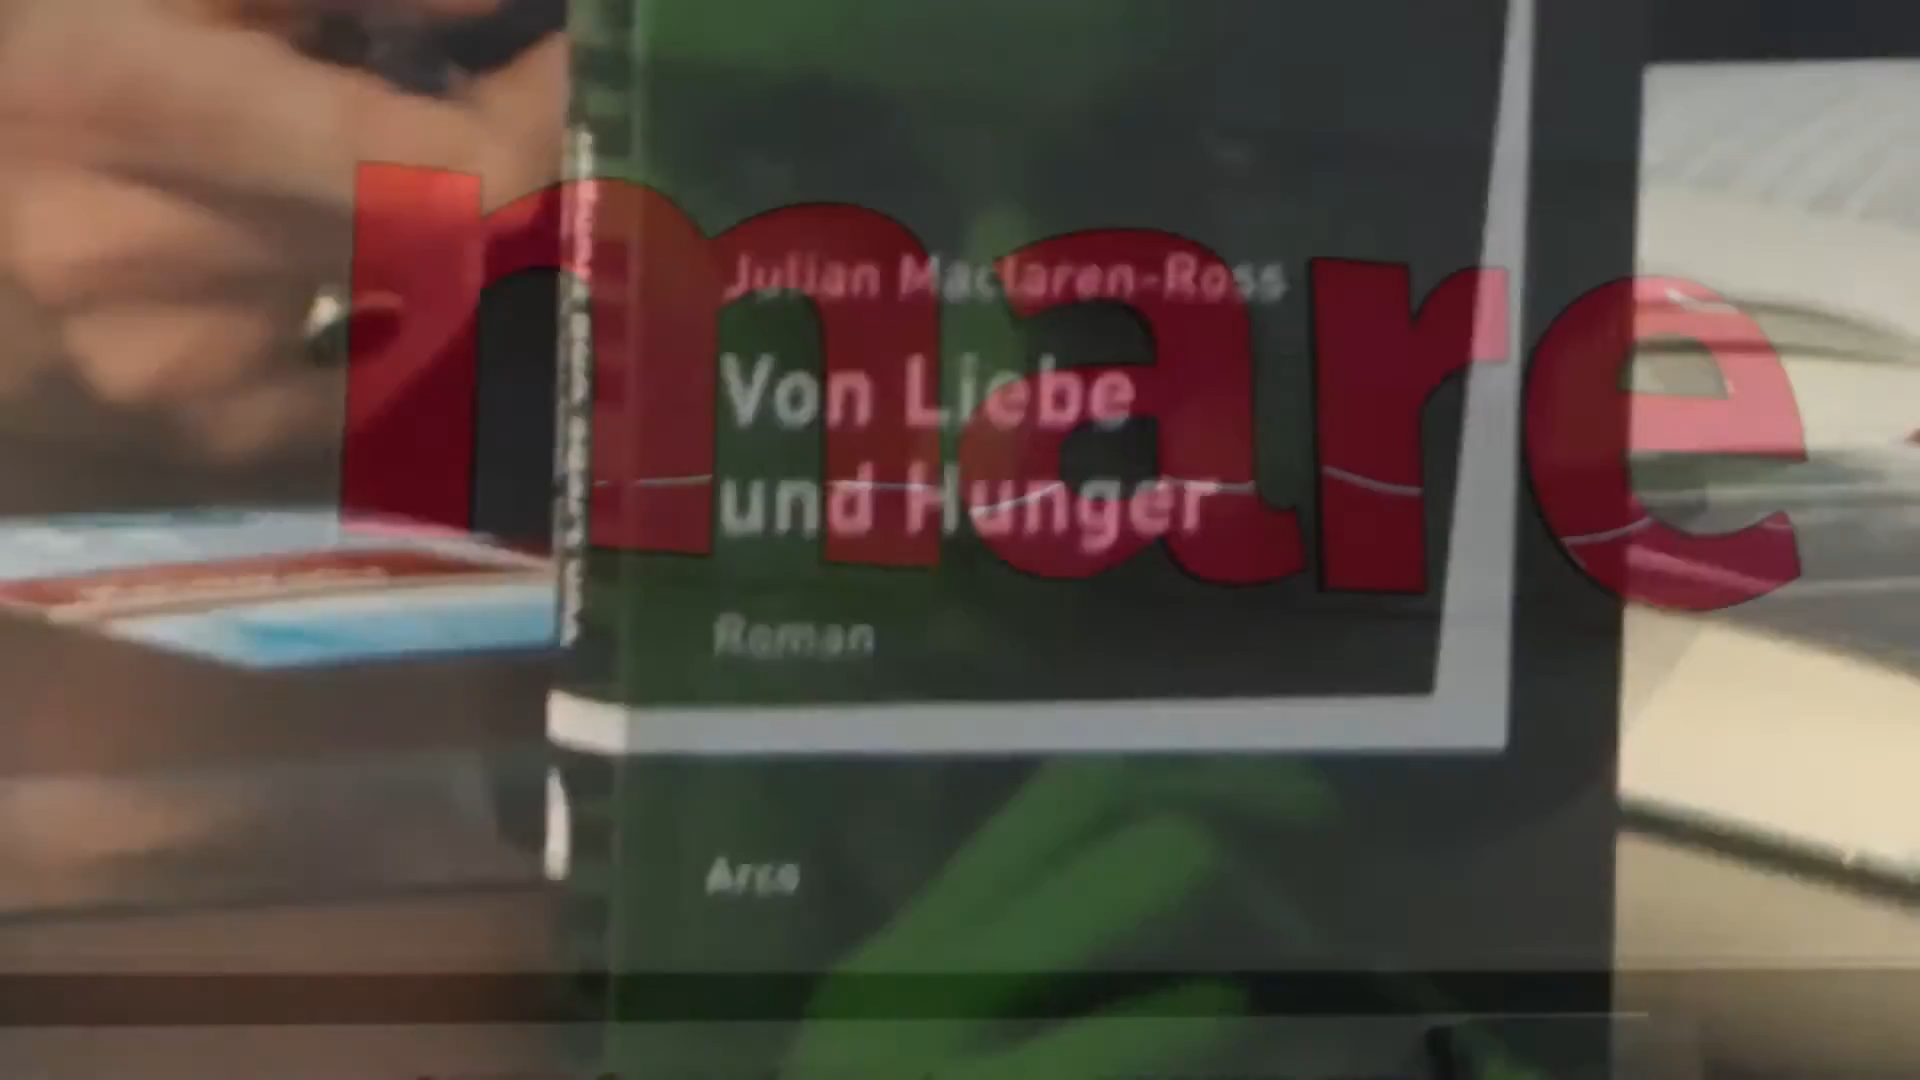 mare
Julian Maclaren-Ross
Von Liebe
und Hunger
Roman
Arco